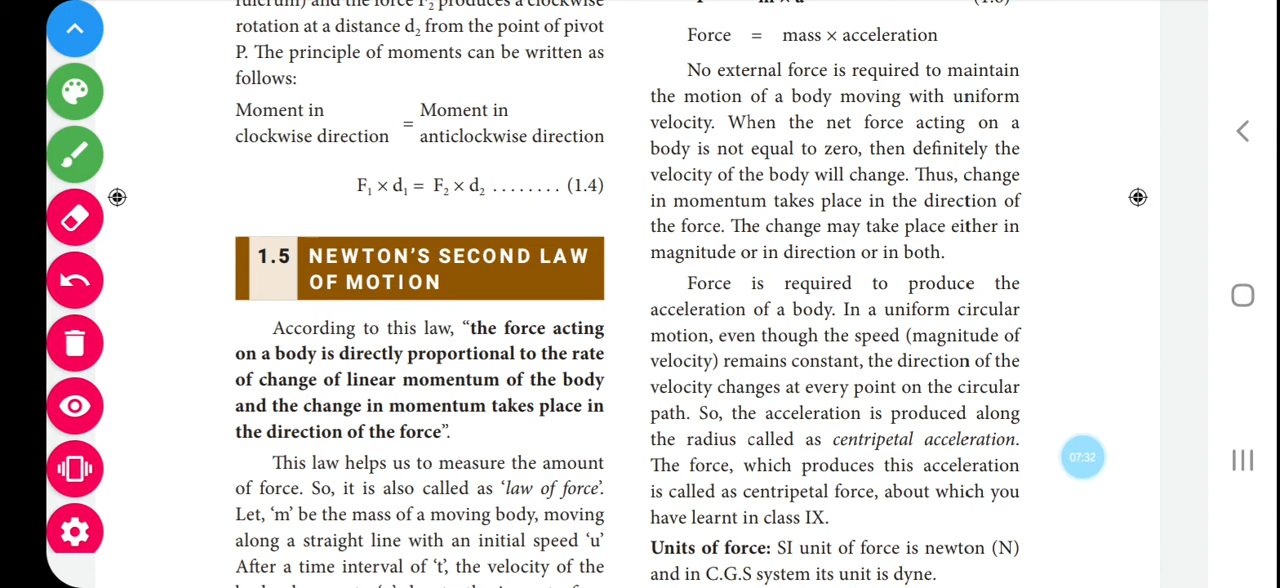 fulcrum) and the force F₂ produces a clockwise
rotation at a distance d₂ from the point of pivot
P. The principle of moments can be written as
follows:
Moment in clockwise direction = Moment in anticlockwise direction
F₁ × d₁ = F₂ × d₂ ........ (1.4)
1.5 NEWTON'S SECOND LAW
OF MOTION
According to this law, “the force acting
on a body is directly proportional to the rate
of change of linear momentum of the body
and the change in momentum takes place in
the direction of the force”.
This law helps us to measure the amount
of force. So, it is also called as ‘law of force’.
Let, ‘m’ be the mass of a moving body, moving
along a straight line with an initial speed ‘u’
After a time interval of ‘t’, the velocity of the
Force = mass × acceleration
No external force is required to maintain
the motion of a body moving with uniform
velocity. When the net force acting on a
body is not equal to zero, then definitely the
velocity of the body will change. Thus, change
in momentum takes place in the direction of
the force. The change may take place either in
magnitude or in direction or in both.
Force is required to produce the
acceleration of a body. In a uniform circular
motion, even though the speed (magnitude of
velocity) remains constant, the direction of the
velocity changes at every point on the circular
path. So, the acceleration is produced along
the radius called as centripetal acceleration.
The force, which produces this acceleration
is called as centripetal force, about which you
have learnt in class IX.
Units of force: SI unit of force is newton (N)
and in C.G.S system its unit is dyne.
07:32